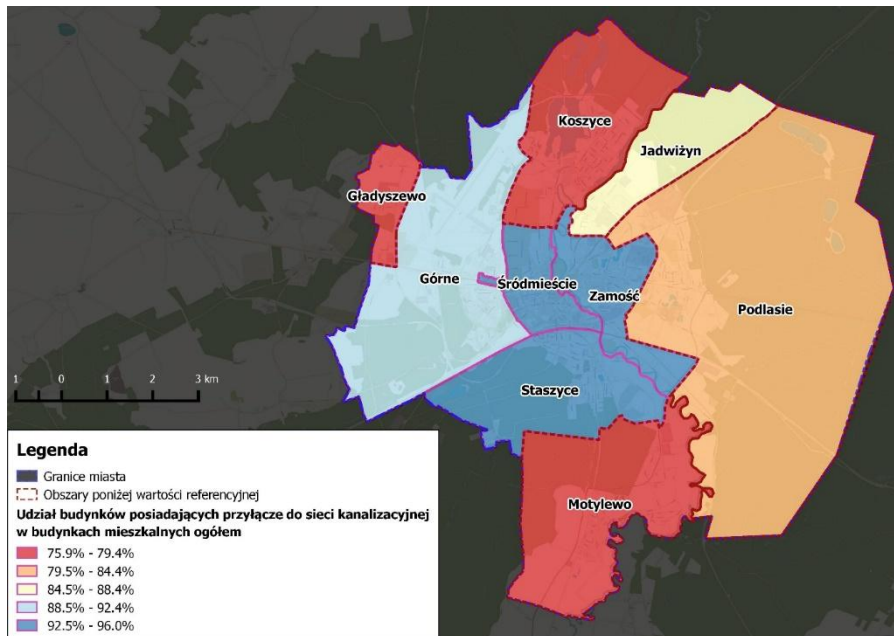 Koszyce
Jadwiżyn
Gładyszewo
Górne
Śródmieście
Zamość
Podlasie
Staszyce
Motylewo
1 0 1 2 3 km
Legenda
Granice miasta
Obszary poniżej wartości referencyjnej
Udział budynków posiadających przyłącze do sieci kanalizacyjnej
w budynkach mieszkalnych ogółem
75.9% - 79.4%
79.5% - 84.4%
84.5% - 88.4%
88.5% - 92.4%
92.5% - 96.0%